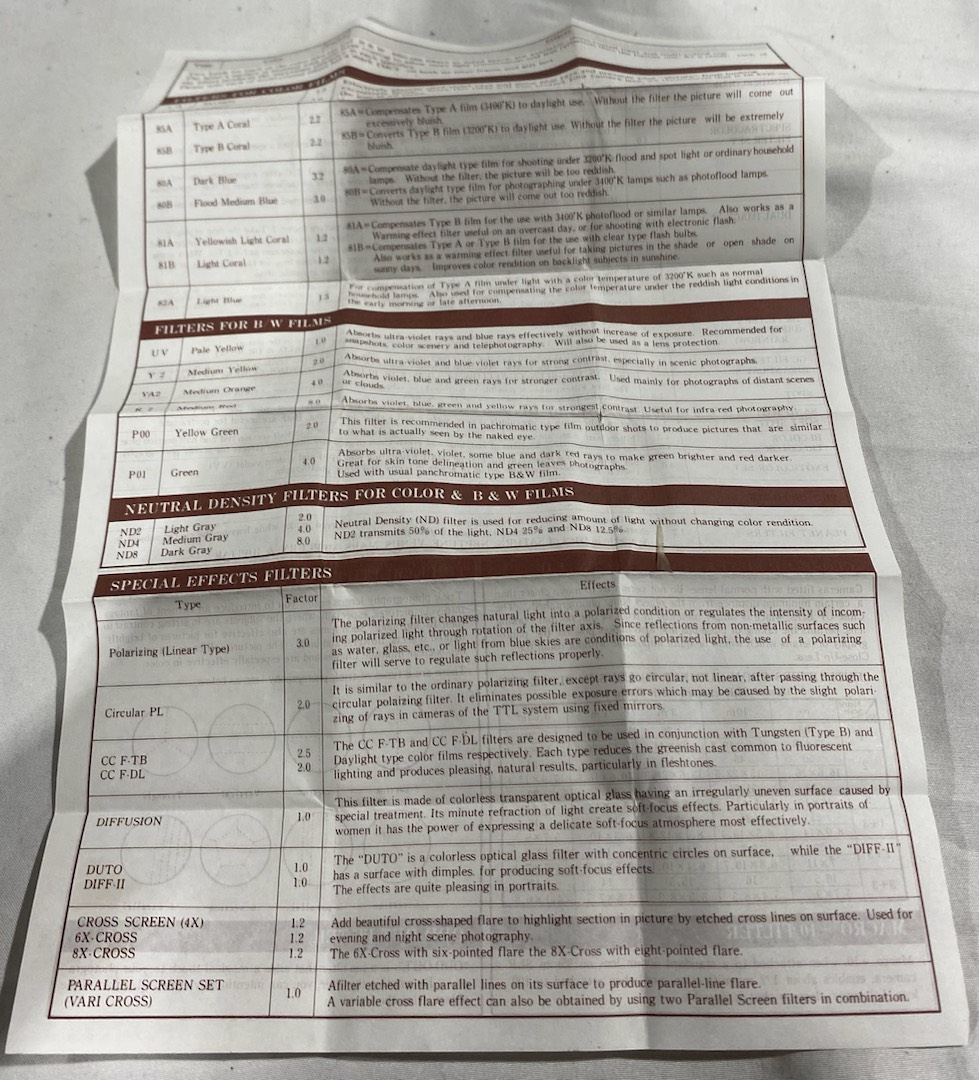 FILTERS FOR COLOR FILMS
85A Type A Coral 2.2 85A=Compensates Type A film (3400°K) to daylight use. Without the filter the picture will come out
excessively bluish.
85B Type B Coral 2.2 85B=Converts Type B film (3200°K) to daylight use. Without the filter the picture will be extremely
bluish.
80A Dark Blue 3.2 80A=Compensate daylight type film for shooting under 3200°K flood and spot light or ordinary household
lamps. Without the filter, the picture will be too reddish.
80B Flood Medium Blue 3.0 80B=Converts daylight type film for photographing under 3400°K lamps such as photoflood lamps.
Without the filter, the picture will come out too reddish.
81A Yellowish Light Coral 1.2 81A=Compensates Type B film for the use with 3400°K photoflood or similar lamps. Also works as a
Warming effect filter useful on an overcast day, or for shooting with electronic flash.
81B Light Coral 1.2 81B=Compensates Type A or Type B film for the use with clear type flash bulbs.
Also works as a warming effect filter useful for taking pictures in the shade or open shade on
sunny days. Improves color rendition on backlight subjects in sunshine.
82A Light Blue 1.3 For compensation of Type A film under light with a color temperature of 3200°K such as normal
household lamps. Also used for compensating the color temperature under the reddish light conditions in
the early morning or late afternoon.
FILTERS FOR B W FILMS
UV Pale Yellow 1.0 Absorbs ultra-violet rays and blue rays effectively without increase of exposure. Recommended for
snapshots, color scenery and telephotography. Will also be used as a lens protection.
Y 2 Medium Yellow 2.0 Absorbs ultra-violet and blue violet rays for strong contrast, especially in scenic photographs.
YA2 Medium Orange 4.0 Absorbs violet, blue and green rays for stronger contrast. Used mainly for photographs of distant scenes
or clouds.
R 2 Medium Red 8.0 Absorbs violet, blue, green and yellow rays for strongest contrast. Useful for infra-red photography.
P00 Yellow Green 2.0 This filter is recommended in pachromatic type film outdoor shots to produce pictures that are similar
to what is actually seen by the naked eye.
P01 Green 4.0 Absorbs ultra-violet, violet, some blue and dark red rays to make green brighter and red darker.
Great for skin tone delineation and green leaves photographs.
Used with usual panchromatic type B&W film.
NEUTRAL DENSITY FILTERS FOR COLOR & B & W FILMS
ND2 Light Gray 2.0 Neutral Density (ND) filter is used for reducing amount of light without changing color rendition.
ND4 Medium Gray 4.0 ND2 transmits 50% of the light, ND4 25% and ND8 12.5%.
ND8 Dark Gray 8.0
SPECIAL EFFECTS FILTERS
Type Factor Effects
Polarizing (Linear Type) 3.0 The polarizing filter changes natural light into a polarized condition or regulates the intensity of incom-
ing polarized light through rotation of the filter axis. Since reflections from non-metallic surfaces such
as water, glass, etc., or light from blue skies are conditions of polarized light, the use of a polarizing
filter will serve to regulate such reflections properly.
Circular PL 2.0 It is similar to the ordinary polarizing filter, except rays go circular, not linear, after passing through the
circular polaizing filter. It eliminates possible exposure errors which may be caused by the slight polari-
zing of rays in cameras of the TTL system using fixed mirrors.
CC F-TB 2.5 The CC F-TB and CC F-DL filters are designed to be used in conjunction with Tungsten (Type B) and
CC F-DL 2.0 Daylight type color films respectively. Each type reduces the greenish cast common to fluorescent
lighting and produces pleasing, natural results, particularly in fleshtones.
DIFFUSION 1.0 This filter is made of colorless transparent optical glass having an irregularly uneven surface caused by
special treatment. Its minute refraction of light create soft-focus effects. Particularly in portraits of
women it has the power of expressing a delicate soft-focus atmosphere most effectively.
DUTO 1.0 The "DUTO" is a colorless optical glass filter with concentric circles on surface, while the "DIFF-II"
DIFF-II 1.0 has a surface with dimples. for producing soft-focus effects.
The effects are quite pleasing in portraits.
CROSS SCREEN (4X) 1.2 Add beautiful cross-shaped flare to highlight section in picture by etched cross lines on surface. Used for
6X-CROSS 1.2 evening and night scene photography.
8X-CROSS 1.2 The 6X-Cross with six-pointed flare the 8X-Cross with eight-pointed flare.
PARALLEL SCREEN SET 1.0 Afilter etched with parallel lines on its surface to produce parallel-line flare.
(VARI CROSS) A variable cross flare effect can also be obtained by using two Parallel Screen filters in combination.